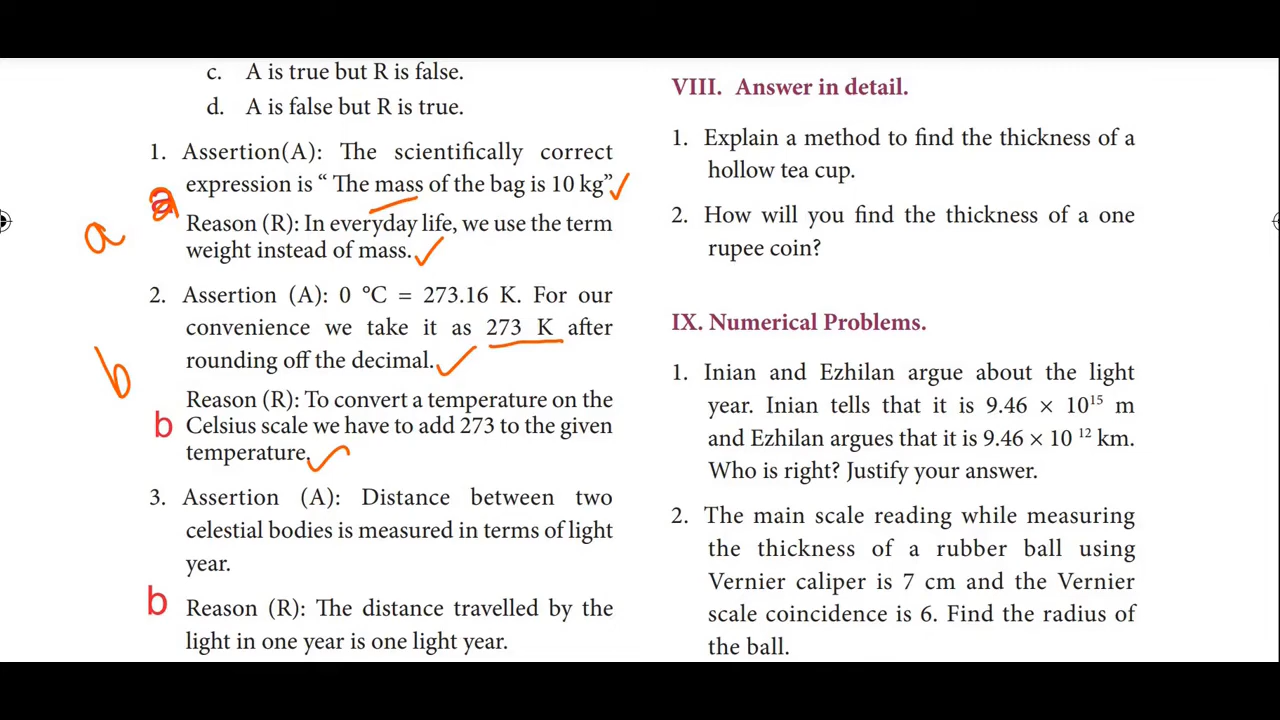 c. A is true but R is false.
d. A is false but R is true.
1. Assertion(A): The scientifically correct
expression is “ The mass of the bag is 10 kg”
a
a
Reason (R): In everyday life, we use the term
weight instead of mass.
2. Assertion (A): 0 °C = 273.16 K. For our
convenience we take it as 273 K after
rounding off the decimal.
b
Reason (R): To convert a temperature on the
b Celsius scale we have to add 273 to the given
temperature.
3. Assertion (A): Distance between two
celestial bodies is measured in terms of light
year.
b Reason (R): The distance travelled by the
light in one year is one light year.
VIII. Answer in detail.
1. Explain a method to find the thickness of a
hollow tea cup.
2. How will you find the thickness of a one
rupee coin?
IX. Numerical Problems.
1. Inian and Ezhilan argue about the light
year. Inian tells that it is 9.46 × 10¹⁵ m
and Ezhilan argues that it is 9.46 × 10 ¹² km.
Who is right? Justify your answer.
2. The main scale reading while measuring
the thickness of a rubber ball using
Vernier caliper is 7 cm and the Vernier
scale coincidence is 6. Find the radius of
the ball.